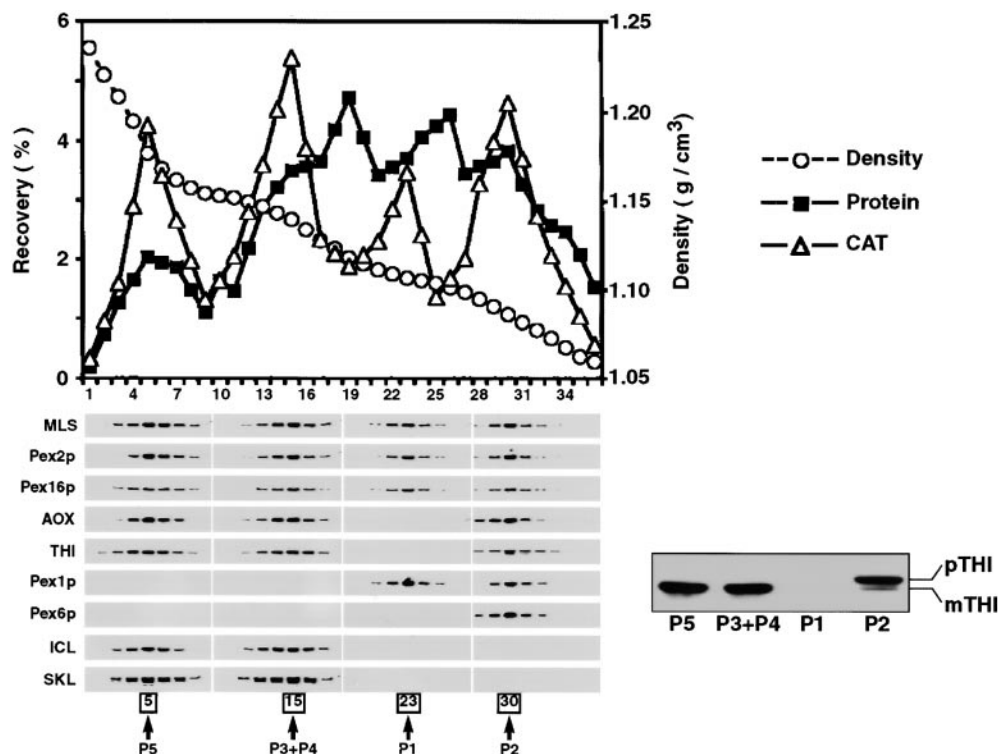 6
4
2
0
Recovery (%)
1.25
1.20
1.15
1.10
1.05
Density (g / cm3)
Density
Protein
CAT
1 4 7 10 13 16 19 22 25 28 31 34
MLS
Pex2p
Pex16p
AOX
THI
Pex1p
Pex6p
ICL
SKL
5 15 23 30
P5 P3+P4 P1 P2
pTHI
mTHI
P5 P3+P4 P1 P2